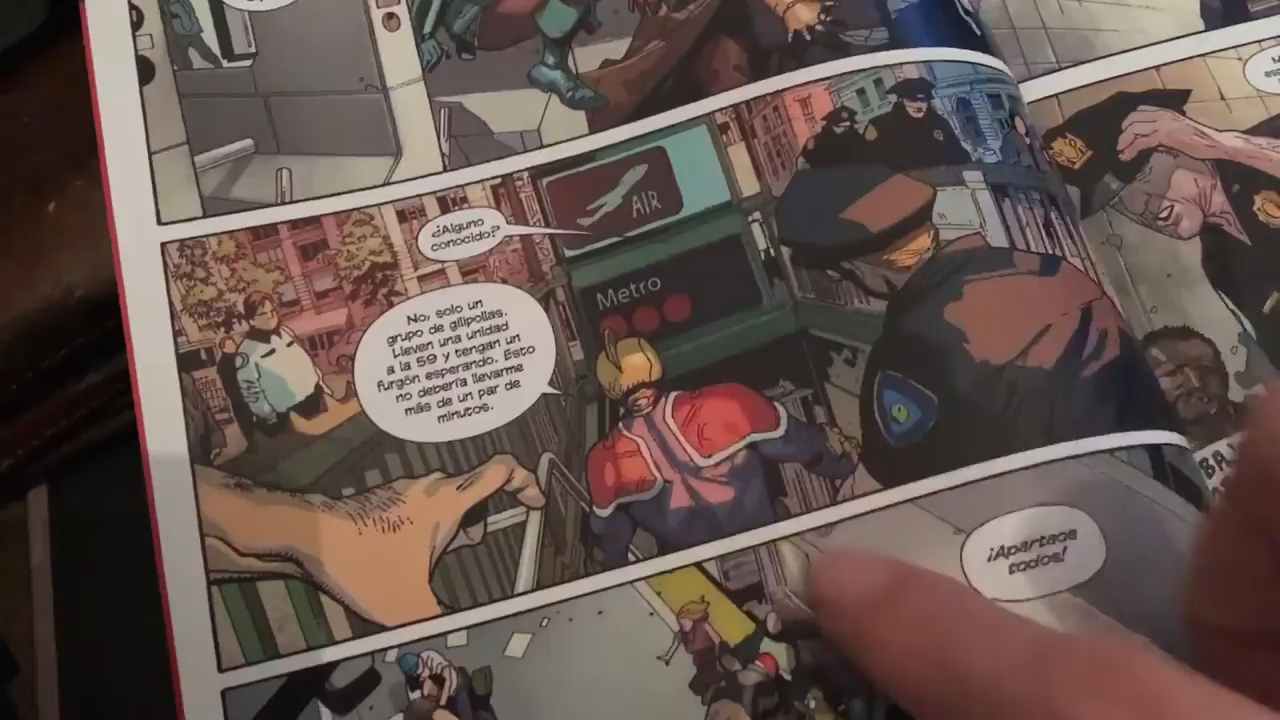 AIR
¿Alguno
conocido?
Metro
No, solo un
grupo de gilipollas.
Lleven una unidad
a la 59 y tengan un
furgón esperando. Esto
no debería llevarme
más de un par de
minutos.
BA
¡Apartaos
todos!